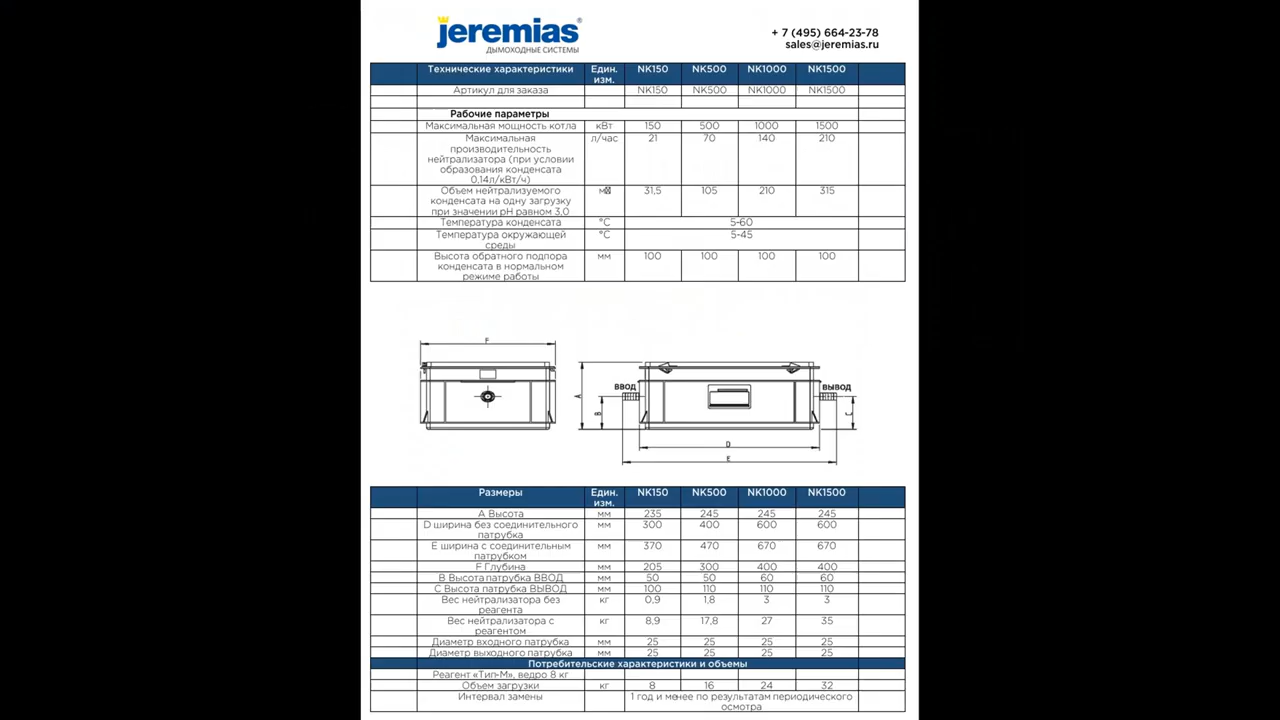 jeremias®
ДЫМОХОДНЫЕ СИСТЕМЫ
+ 7 (495) 664-23-78
sales@jeremias.ru
Технические характеристики Един. изм. NK150 NK500 NK1000 NK1500
Артикул для заказа NK150 NK500 NK1000 NK1500
Рабочие параметры
Максимальная мощность котла кВт 150 500 1000 1500
Максимальная л/час 21 70 140 210
производительность
нейтрализатора (при условии
образования конденсата
0,14л/кВт/ч)
Объем нейтрализуемого м 31,5 105 210 315
конденсата на одну загрузку
при значении pH равном 3,0
Температура конденсата °C 5-60
Температура окружающей °C 5-45
среды
Высота обратного подпора мм 100 100 100 100
конденсата в нормальном
режиме работы
F
A
B
ВВОД
ВЫВОД
C
D
E
Размеры Един. изм. NK150 NK500 NK1000 NK1500
A Высота мм 235 245 245 245
D ширина без соединительного мм 300 400 600 600
патрубка
E ширина с соединительным мм 370 470 670 670
патрубком
F Глубина мм 205 300 400 400
B Высота патрубка ВВОД мм 50 50 60 60
C Высота патрубка ВЫВОД мм 100 110 110 110
Вес нейтрализатора без кг 0,9 1,8 3 3
реагента
Вес нейтрализатора с кг 8,9 17,8 27 35
реагентом
Диаметр входного патрубка мм 25 25 25 25
Диаметр выходного патрубка мм 25 25 25 25
Потребительские характеристики и объемы
Реагент «Тип-М», ведро 8 кг
Объем загрузки кг 8 16 24 32
Интервал замены 1 год и менее по результатам периодического
осмотра